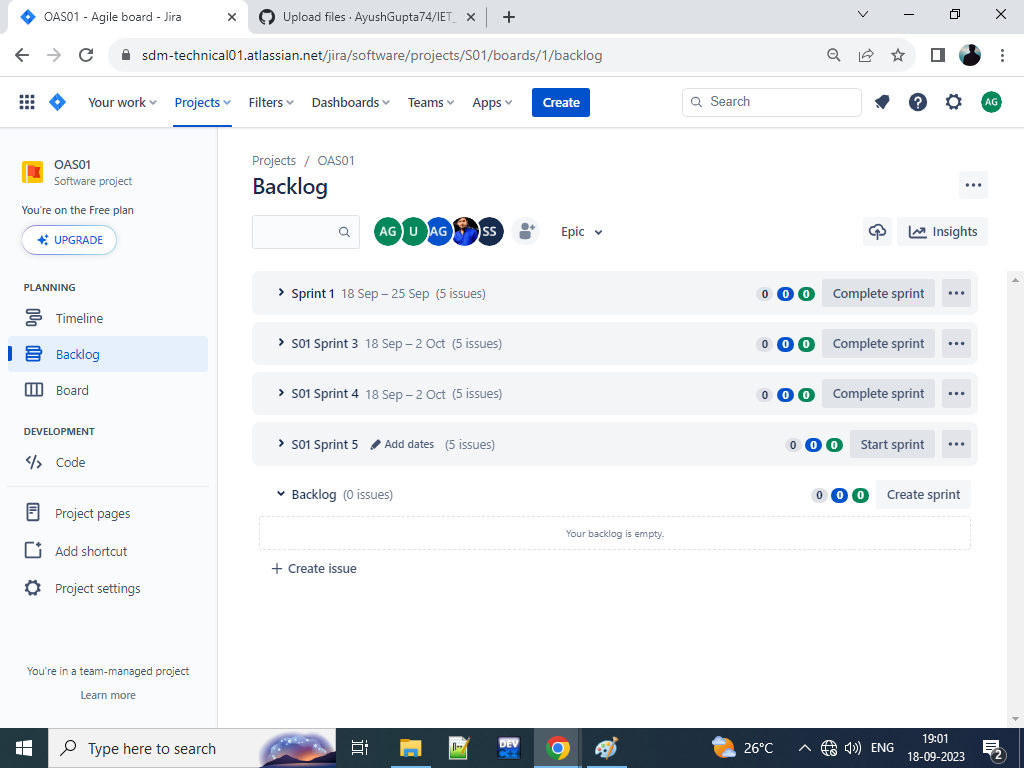 OAS01 - Agile board - Jira
Upload files · AyushGupta74/IET_
sdm-technical01.atlassian.net/jira/software/projects/S01/boards/1/backlog
Your work Projects Filters Dashboards Teams Apps Create Search AG
OAS01
Software project
You're on the Free plan
UPGRADE
PLANNING
Timeline
Backlog
Board
DEVELOPMENT
Code
Project pages
Add shortcut
Project settings
You're in a team-managed project
Learn more
Projects / OAS01
Backlog
AG U AG SS Epic Insights
Sprint 1 18 Sep – 25 Sep (5 issues) 0 0 0 Complete sprint
S01 Sprint 3 18 Sep – 2 Oct (5 issues) 0 0 0 Complete sprint
S01 Sprint 4 18 Sep – 2 Oct (5 issues) 0 0 0 Complete sprint
S01 Sprint 5 Add dates (5 issues) 0 0 0 Start sprint
Backlog (0 issues) 0 0 0 Create sprint
Your backlog is empty.
+ Create issue
Type here to search
DEV
26°C
ENG
19:01
18-09-2023
2